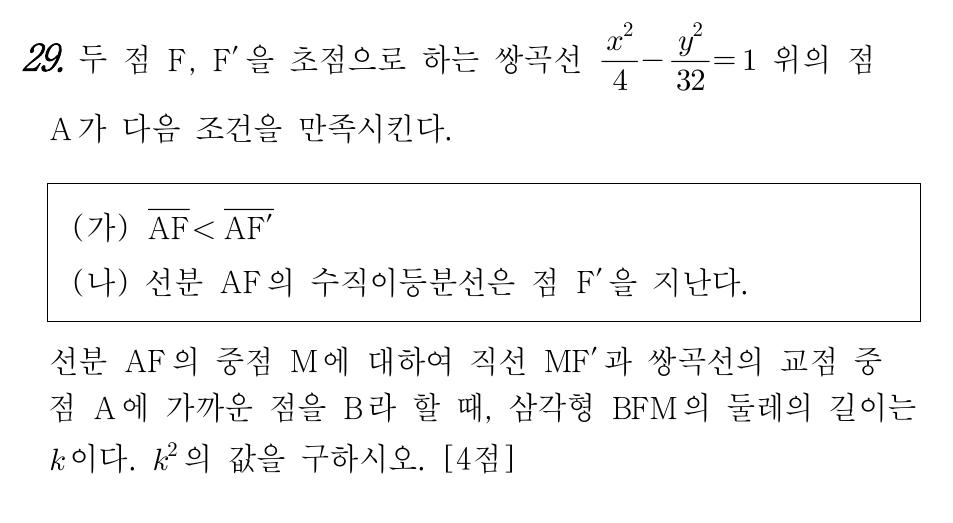 29. 두 점 F, F′을 초점으로 하는 쌍곡선 $\frac{x^2}{4}-\frac{y^2}{32}=1$ 위의 점
A가 다음 조건을 만족시킨다.
(가) $\overline{AF}<\overline{AF'}$
(나) 선분 AF의 수직이등분선은 점 F′을 지난다.
선분 AF의 중점 M에 대하여 직선 MF′과 쌍곡선의 교점 중
점 A에 가까운 점을 B라 할 때, 삼각형 BFM의 둘레의 길이는
k이다. $k^2$의 값을 구하시오. [4점]